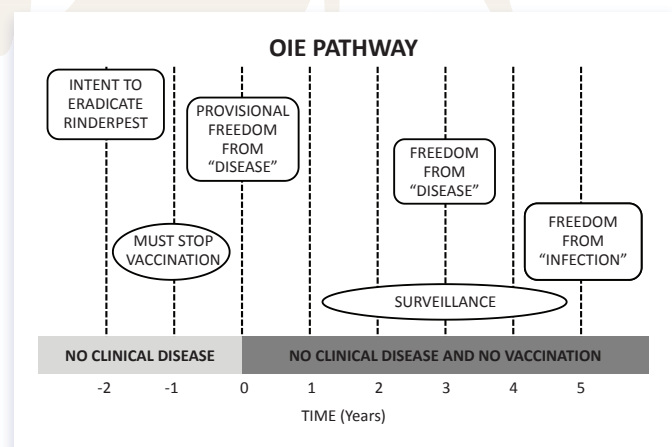 OIE PATHWAY
INTENT TO
ERADICATE
RINDERPEST
PROVISIONAL
FREEDOM
FROM
“DISEASE”
FREEDOM
FROM
“DISEASE”
FREEDOM
FROM
“INFECTION”
MUST STOP
VACCINATION
SURVEILLANCE
NO CLINICAL DISEASE
NO CLINICAL DISEASE AND NO VACCINATION
-2 -1 0 1 2 3 4 5
TIME (Years)